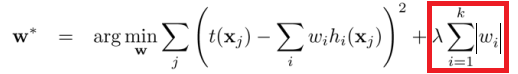 w* = arg min_w ∑_j ( t(x_j) − ∑_i w_i h_i(x_j) )² + λ ∑_{i=1}^{k} |w_i|